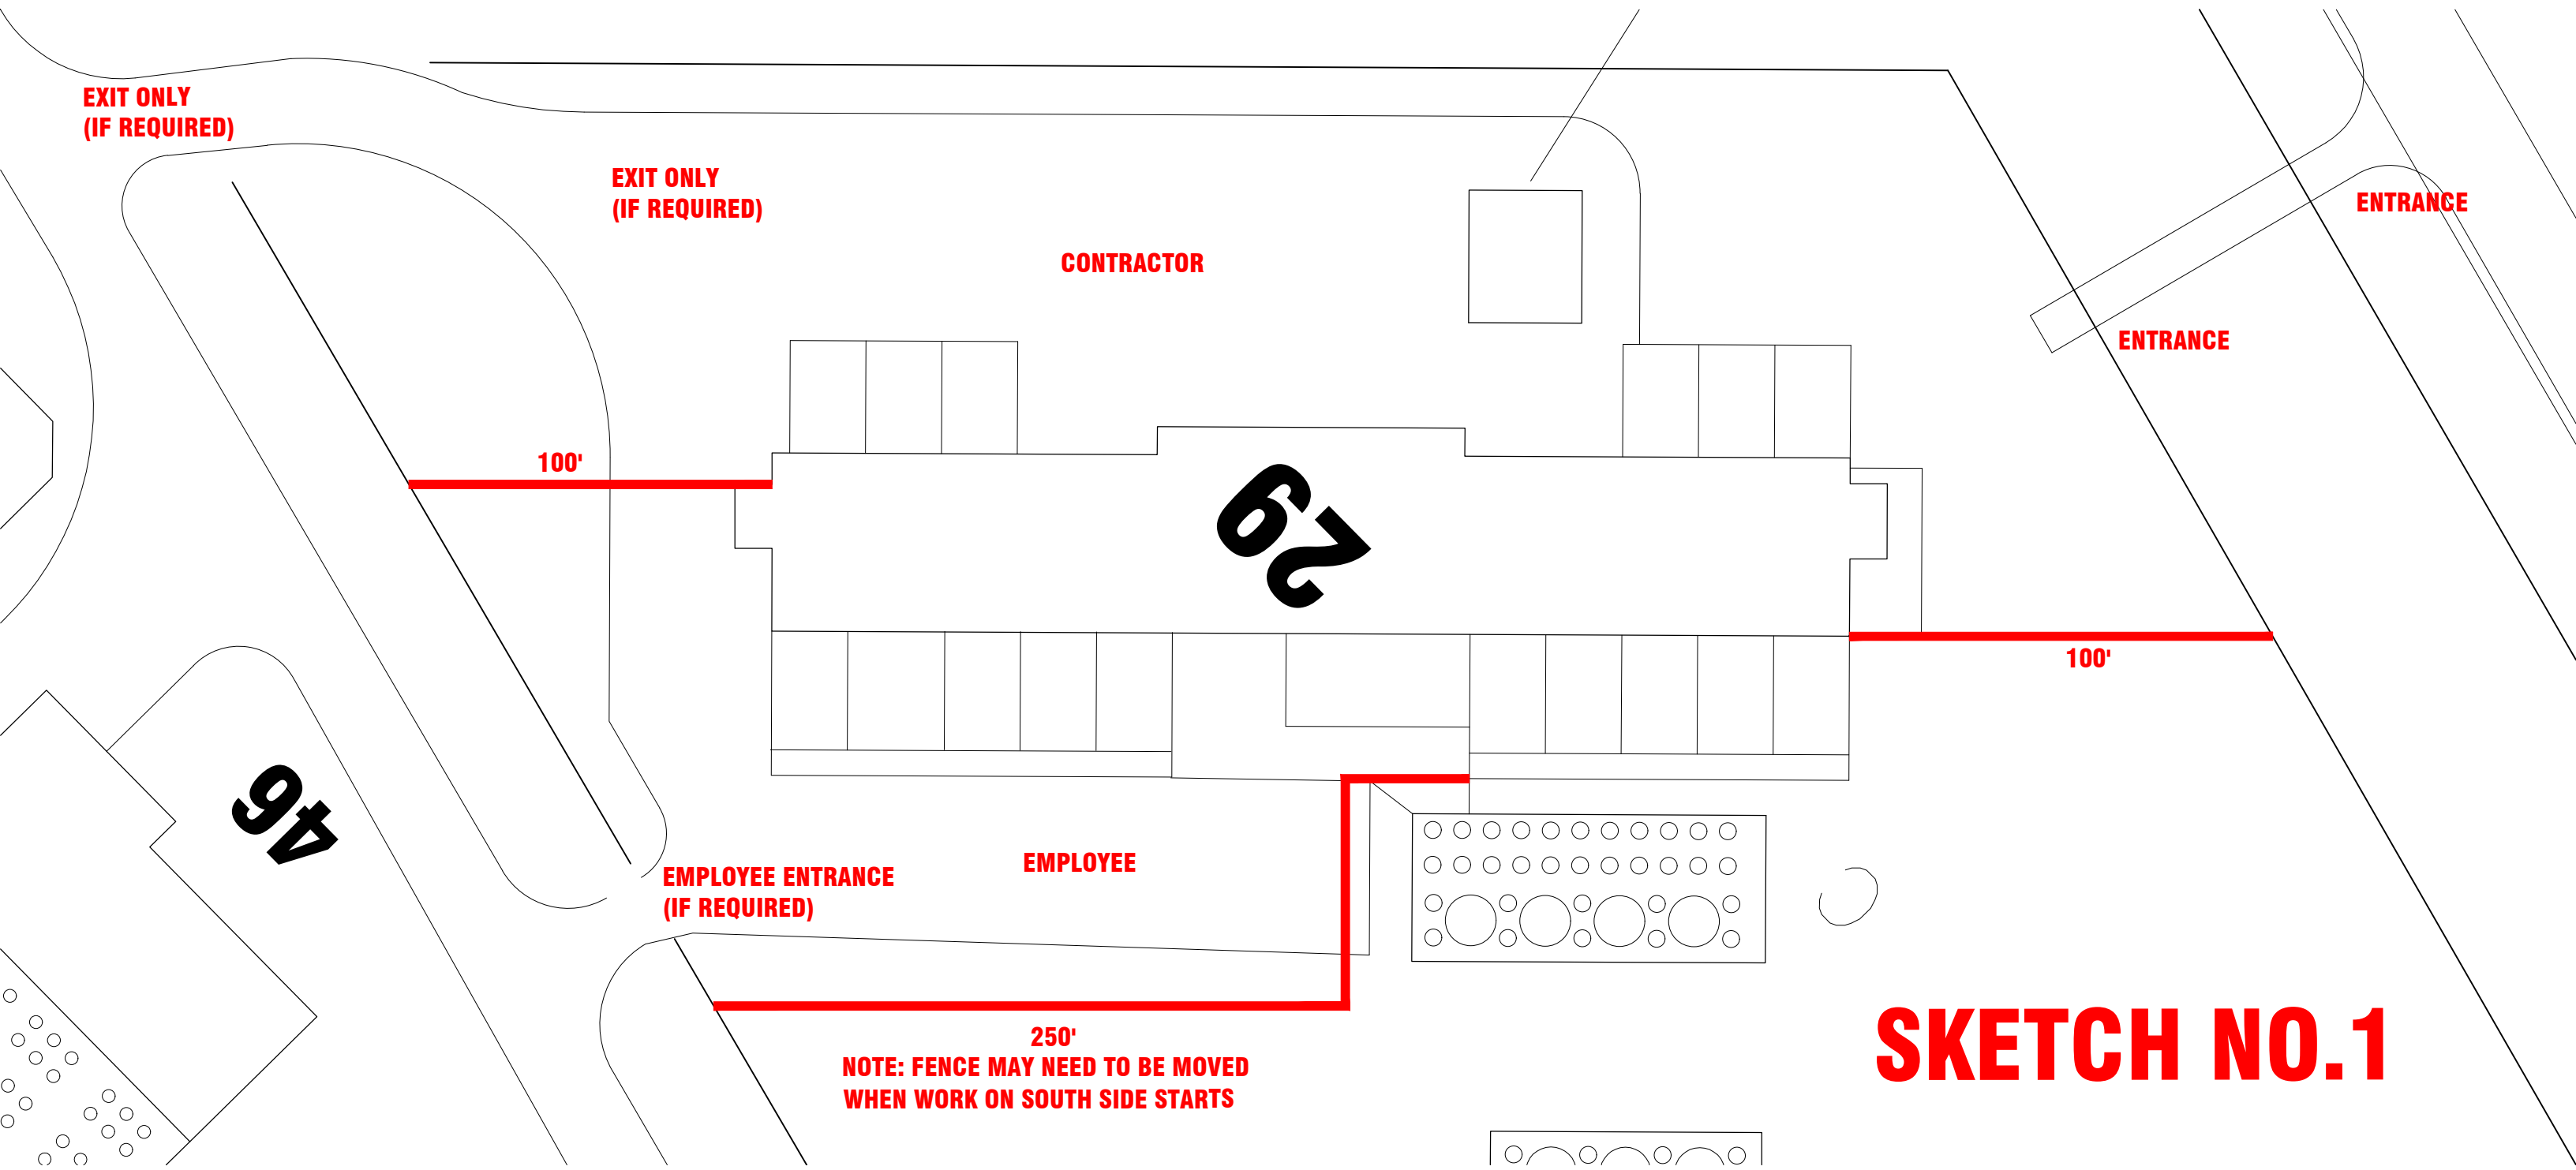 EXIT ONLY
(IF REQUIRED)
EXIT ONLY
(IF REQUIRED)
ENTRANCE
CONTRACTOR
ENTRANCE
100'
29
100'
46
EMPLOYEE ENTRANCE
(IF REQUIRED)
EMPLOYEE
250'
NOTE: FENCE MAY NEED TO BE MOVED
WHEN WORK ON SOUTH SIDE STARTS
SKETCH NO.1